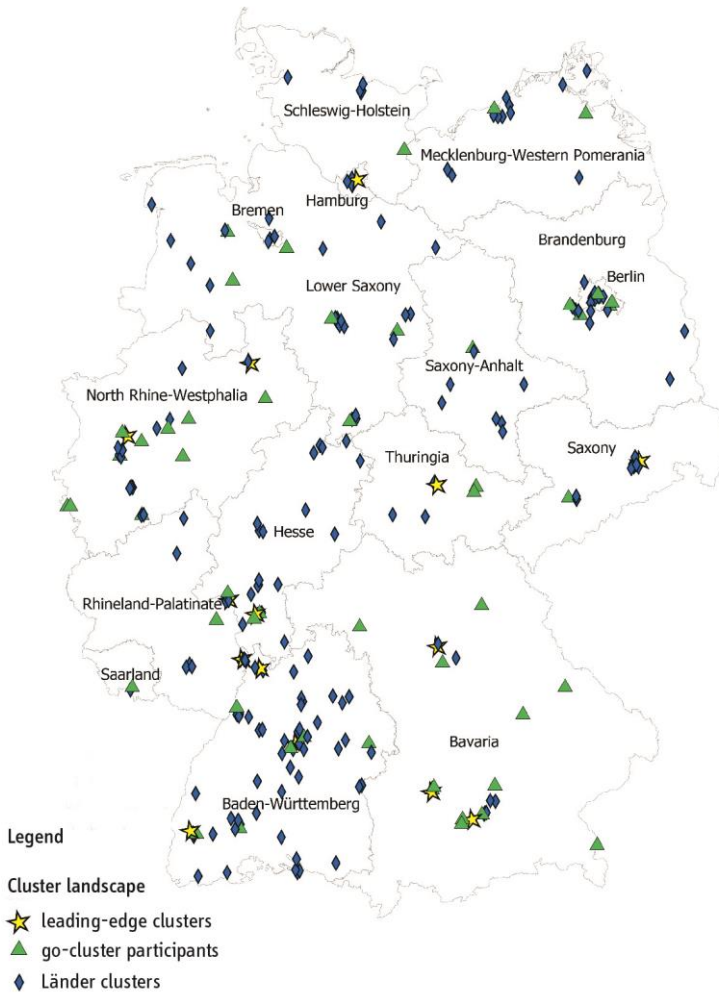 Schleswig-Holstein
Mecklenburg-Western Pomerania
Hamburg
Bremen
Brandenburg
Berlin
Lower Saxony
Saxony-Anhalt
North Rhine-Westphalia
Saxony
Thuringia
Hesse
Rhineland-Palatinate
Saarland
Bavaria
Baden-Württemberg
Legend
Cluster landscape
leading-edge clusters
go-cluster participants
Länder clusters